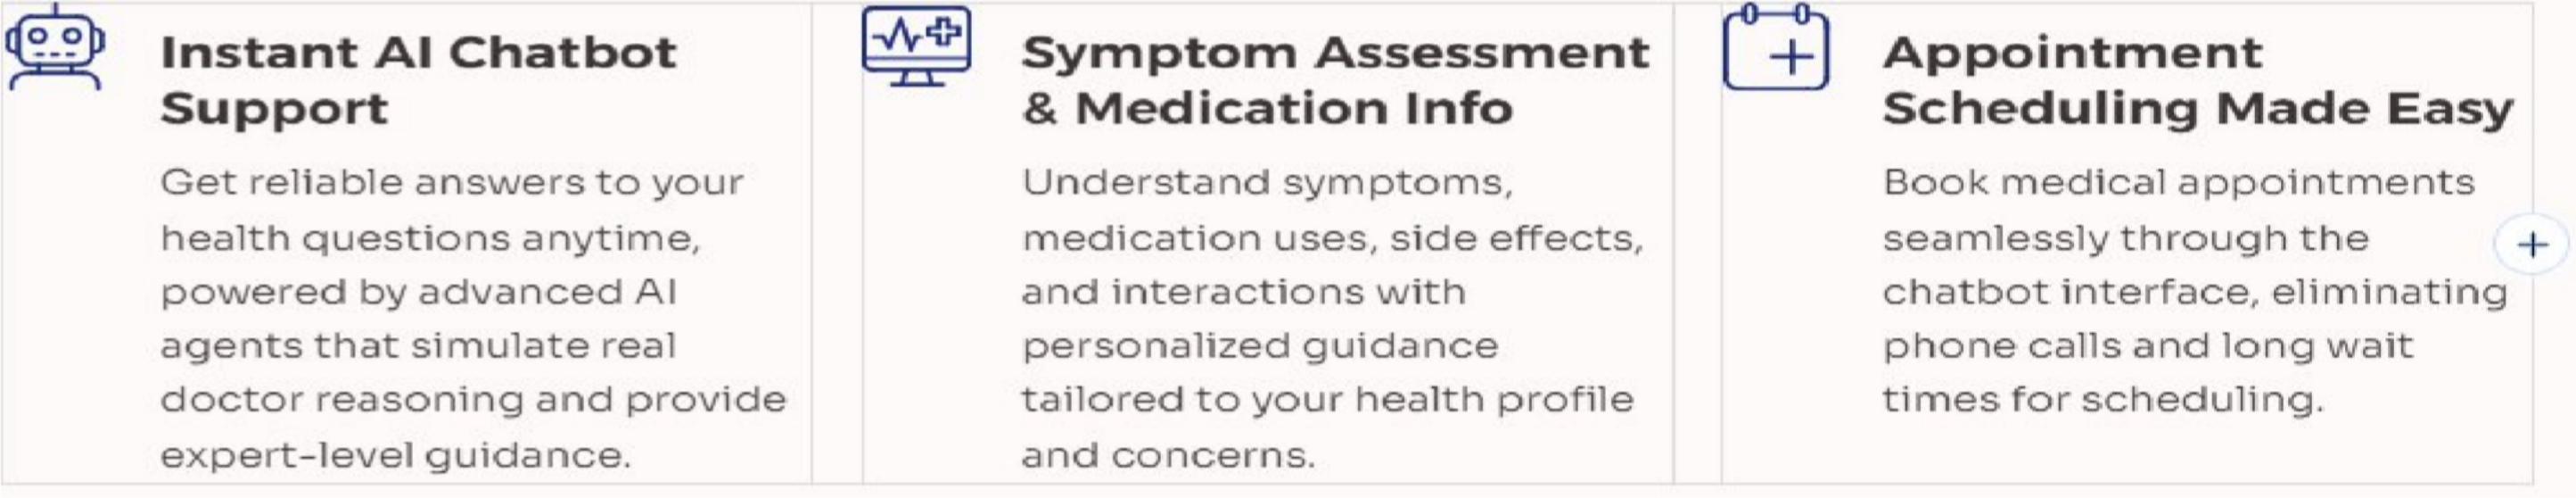 Instant AI Chatbot
Support
Get reliable answers to your
health questions anytime,
powered by advanced AI
agents that simulate real
doctor reasoning and provide
expert-level guidance.
Symptom Assessment
& Medication Info
Understand symptoms,
medication uses, side effects,
and interactions with
personalized guidance
tailored to your health profile
and concerns.
Appointment
Scheduling Made Easy
Book medical appointments
seamlessly through the
chatbot interface, eliminating
phone calls and long wait
times for scheduling.